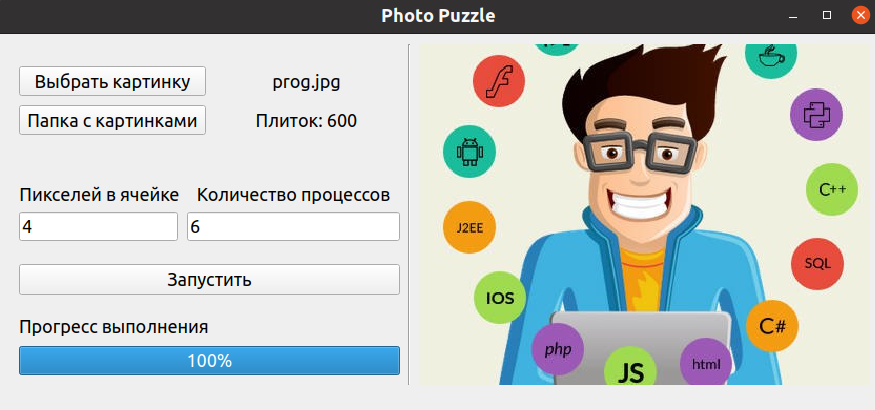 Photo Puzzle
Выбрать картинку
prog.jpg
Папка с картинками
Плиток: 600
Пикселей в ячейке
Количество процессов
4
6
Запустить
Прогресс выполнения
100%
J2EE
C++
SQL
IOS
C#
php
JS
html